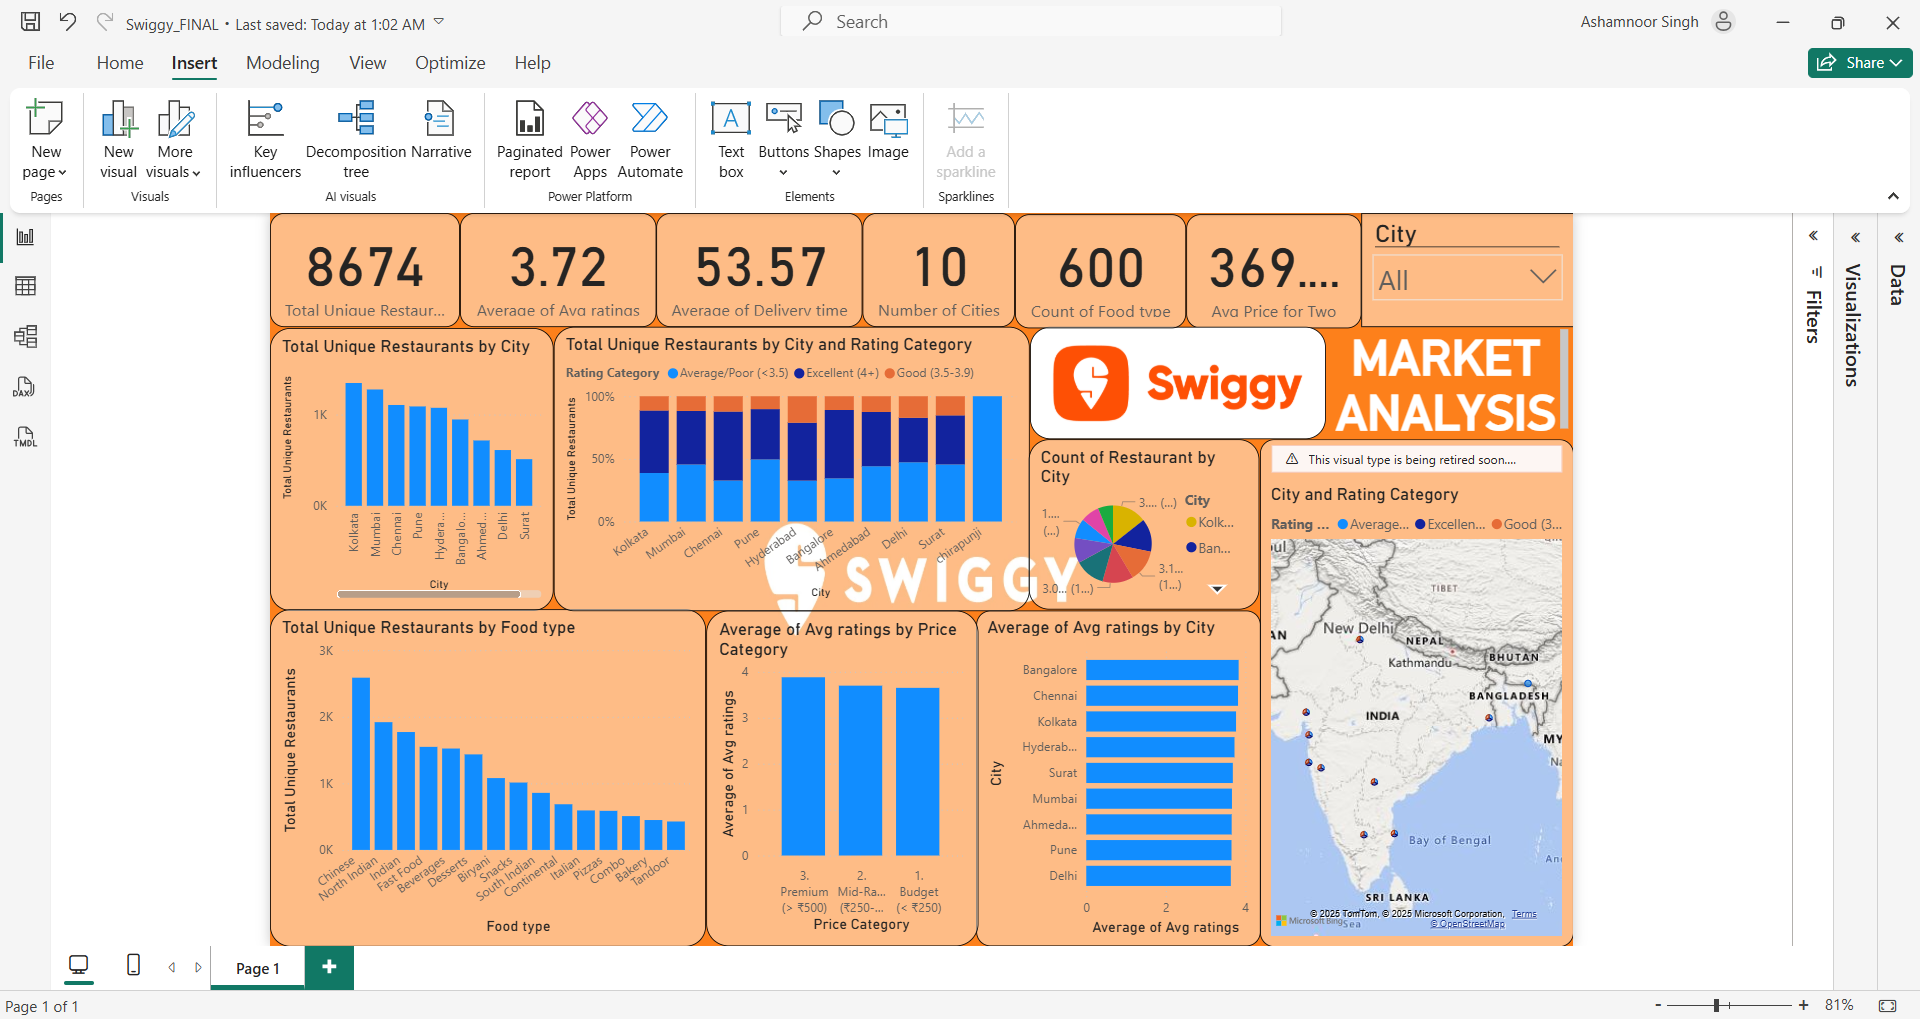 Swiggy_FINAL • Last saved: Today at 1:02 AM
Search
Ashamnoor Singh
File Home Insert Modeling View Optimize Help
Share
New page
Pages
New visual
More visuals
Visuals
Key influencers
Decomposition tree
Narrative
AI visuals
Paginated report
Power Apps
Power Automate
Power Platform
Text box
Buttons
Shapes
Image
Elements
Add a sparkline
Sparklines
DAX
TMDL
8674
Total Unique Restaur...
3.72
Average of Avg ratings
53.57
Average of Delivery time
10
Number of Cities
600
Count of Food type
369....
Avg Price for Two
City
All
Filters
Visualizations
Data
Total Unique Restaurants by City
Total Unique Restaurants
1K
0K
Kolkata
Mumbai
Chennai
Pune
Hydera...
Bangalo...
Ahmed...
Delhi
Surat
City
Total Unique Restaurants by City and Rating Category
Rating Category Average/Poor (<3.5) Excellent (4+) Good (3.5-3.9)
Total Unique Restaurants
100%
50%
0%
Kolkata
Mumbai
Chennai
Pune
Hyderabad
Bangalore
Ahmedabad
Delhi
Surat
chirapunji
City
SWIGGY
Swiggy
MARKET
ANALYSIS
Count of Restaurant by
City
3.... (...)
1....
(...)
3.1...
(1...)
3.0... (1...)
City
Kolk...
Ban...
This visual type is being retired soon....
City and Rating Category
Rating ... Average... Excellen... Good (3...
TIBET
New Delhi
NEPAL
Kathmandu
BHUTAN
BANGLADESH
INDIA
MY
Na
AN
ul
Bay of Bengal
An
SRI LANKA
Sea
Microsoft Bing
© 2025 TomTom, © 2025 Microsoft Corporation, Terms
© OpenStreetMap
Total Unique Restaurants by Food type
Total Unique Restaurants
3K
2K
1K
0K
Chinese
North Indian
Indian
Fast Food
Beverages
Desserts
Biryani
Snacks
South Indian
Continental
Italian
Pizzas
Combo
Bakery
Tandoor
Food type
Average of Avg ratings by Price
Category
Average of Avg ratings
4
3
2
1
0
3.
Premium
(> ₹500)
2.
Mid-Ra...
(₹250-...
1.
Budget
(< ₹250)
Price Category
Average of Avg ratings by City
City
Bangalore
Chennai
Kolkata
Hyderab...
Surat
Mumbai
Ahmeda...
Pune
Delhi
0 2 4
Average of Avg ratings
Page 1
Page 1 of 1
- + 81%